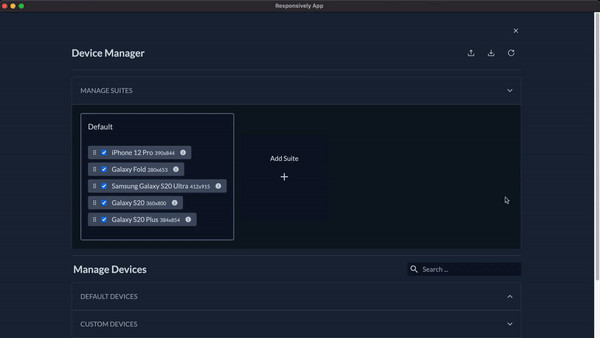 Responsively App
Device Manager
MANAGE SUITES
Default
iPhone 12 Pro 390x844
Galaxy Fold 280x653
Samsung Galaxy S20 Ultra 412x915
Galaxy S20 360x800
Galaxy S20 Plus 384x854
Add Suite
Manage Devices
Search ...
DEFAULT DEVICES
CUSTOM DEVICES